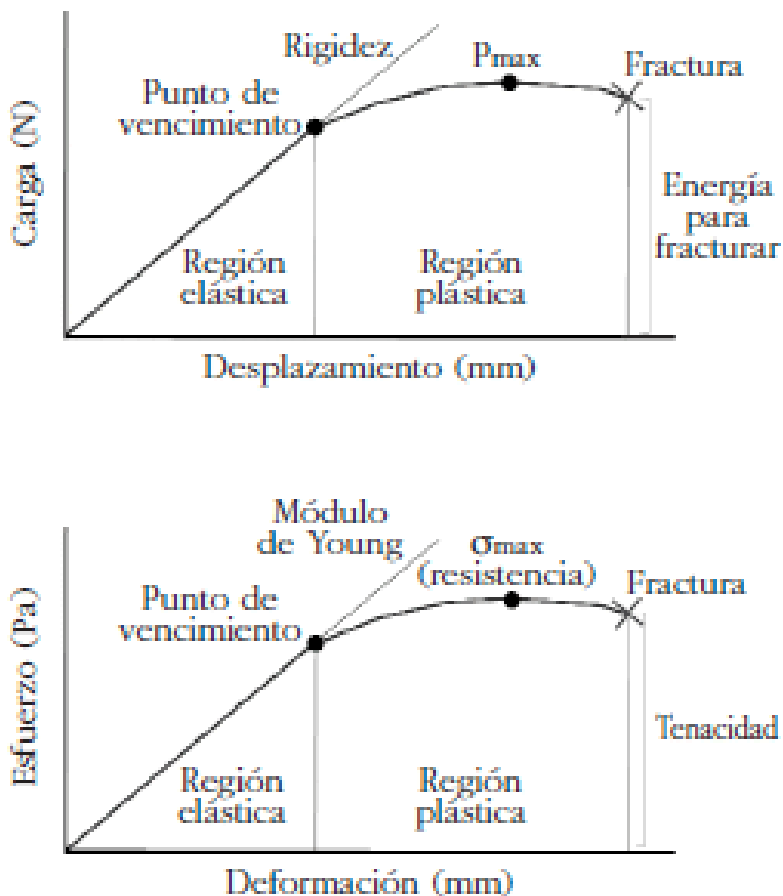 Rigidez
Pmax
Fractura
Punto de
vencimiento
Carga (N)
Energía
para
fracturar
Región
elástica
Región
plástica
Desplazamiento (mm)
Módulo
de Young
σmax
(resistencia)
Fractura
Punto de
vencimiento
Esfuerzo (Pa)
Tenacidad
Región
elástica
Región
plástica
Deformación (mm)